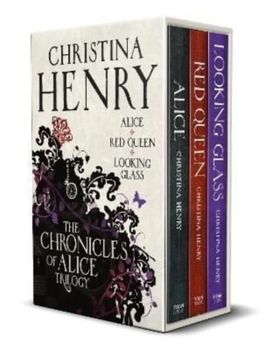 CHRISTINA
HENRY
ALICE
RED QUEEN
LOOKING
GLASS
THE
CHRONICLES
OF ALICE
TRILOGY
ALICE
CHRISTINA HENRY
RED QUEEN
CHRISTINA HENRY
LOOKING GLASS
CHRISTINA HENRY